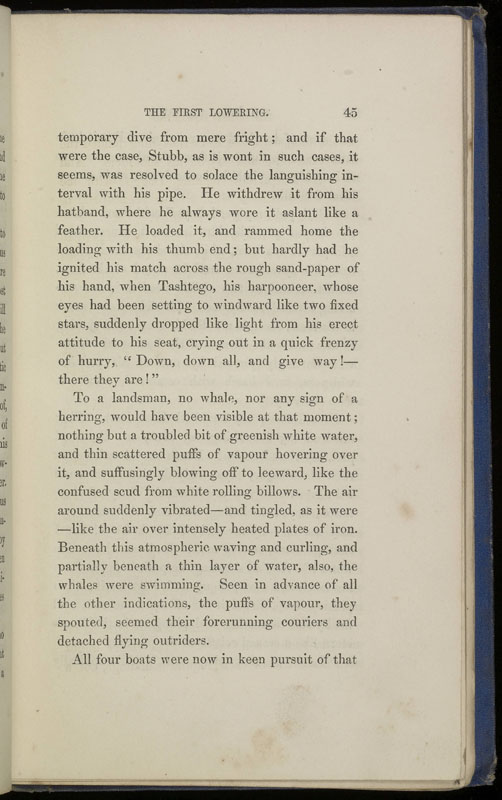 THE FIRST LOWERING. 45
temporary dive from mere fright; and if that
were the case, Stubb, as is wont in such cases, it
seems, was resolved to solace the languishing in-
terval with his pipe. He withdrew it from his
hatband, where he always wore it aslant like a
feather. He loaded it, and rammed home the
loading with his thumb end; but hardly had he
ignited his match across the rough sand-paper of
his hand, when Tashtego, his harpooneer, whose
eyes had been setting to windward like two fixed
stars, suddenly dropped like light from his erect
attitude to his seat, crying out in a quick frenzy
of hurry, “ Down, down all, and give way!—
there they are!”
To a landsman, no whale, nor any sign of a
herring, would have been visible at that moment;
nothing but a troubled bit of greenish white water,
and thin scattered puffs of vapour hovering over
it, and suffusingly blowing off to leeward, like the
confused scud from white rolling billows. The air
around suddenly vibrated—and tingled, as it were
—like the air over intensely heated plates of iron.
Beneath this atmospheric waving and curling, and
partially beneath a thin layer of water, also, the
whales were swimming. Seen in advance of all
the other indications, the puffs of vapour, they
spouted, seemed their forerunning couriers and
detached flying outriders.
All four boats were now in keen pursuit of that